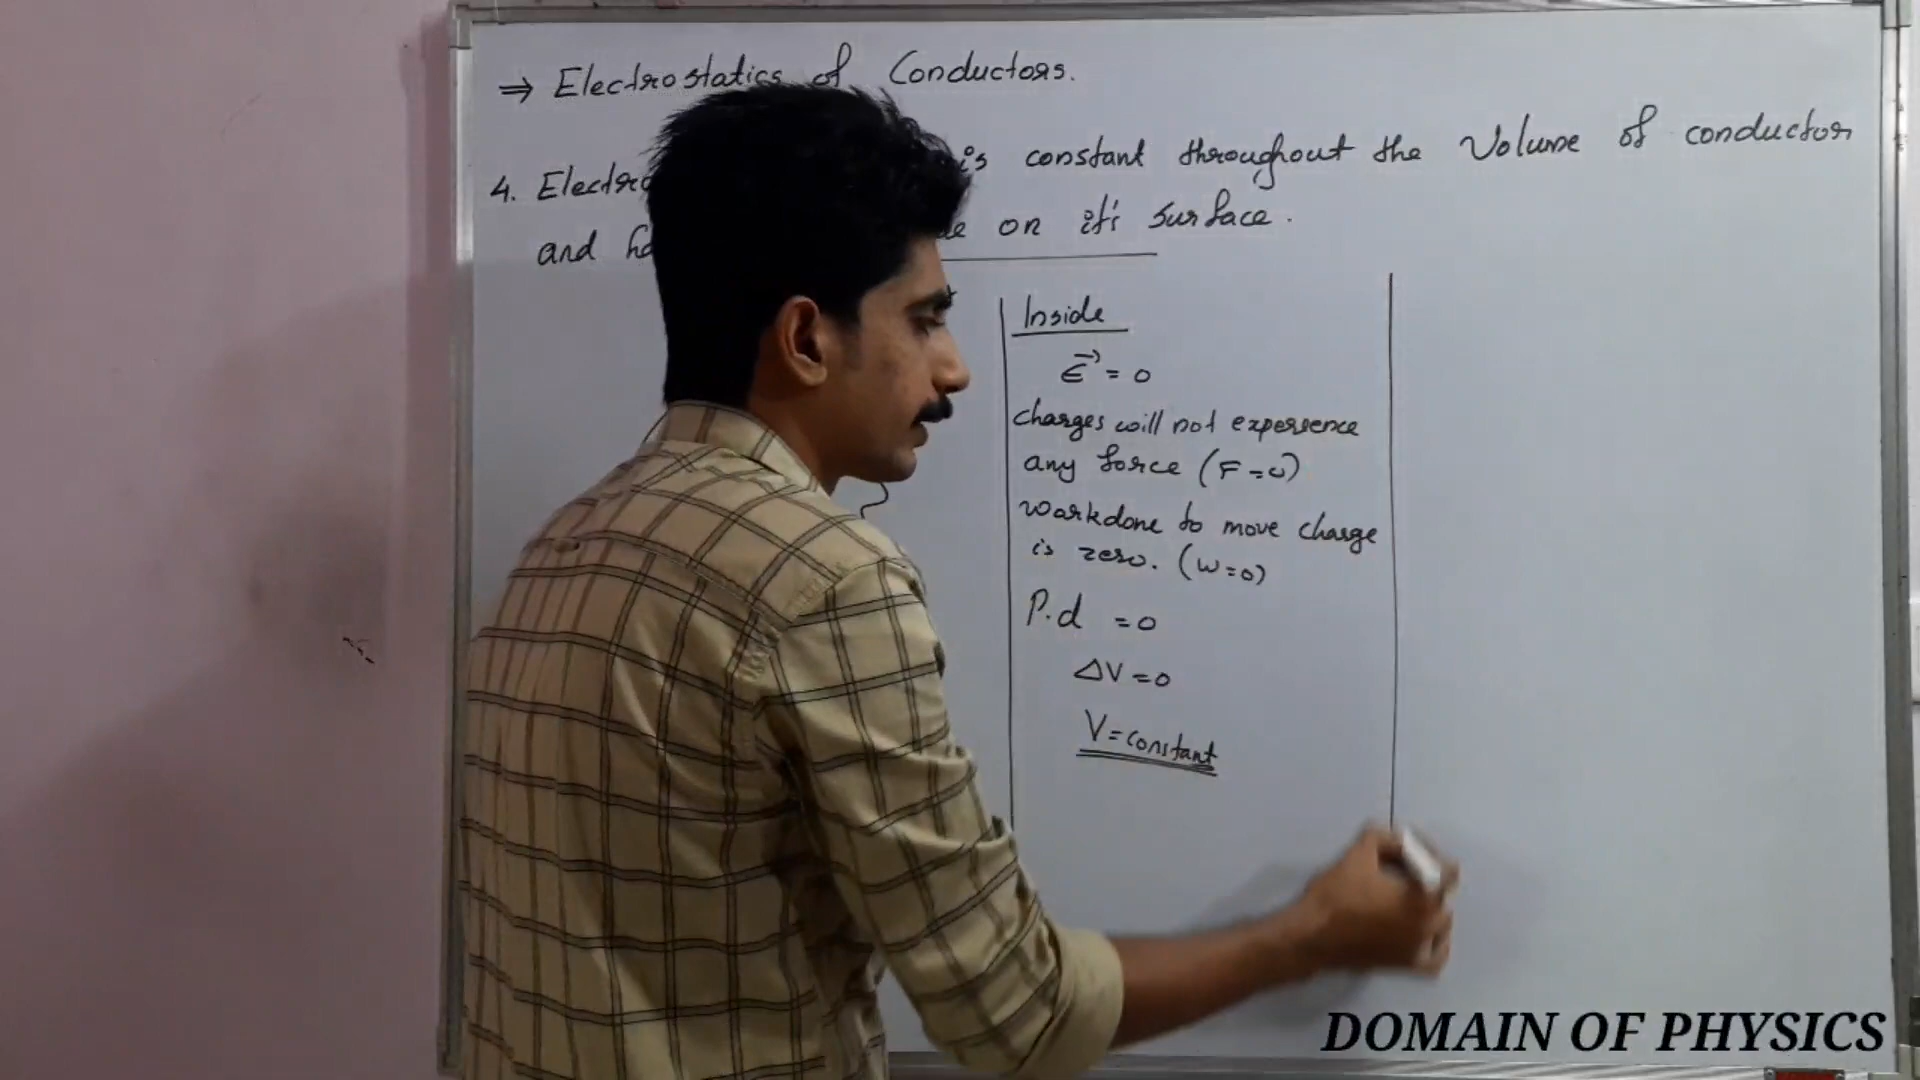 ⇒ Electrostatics of Conductors.
4. is constant throughout the Volume of conductor
and on it's surface.
Inside
E⃗ = 0
charges will not experience
any force (F=0)
workdone to move charge
is zero. (W=0)
P.d = 0
ΔV = 0
V = constant
DOMAIN OF PHYSICS